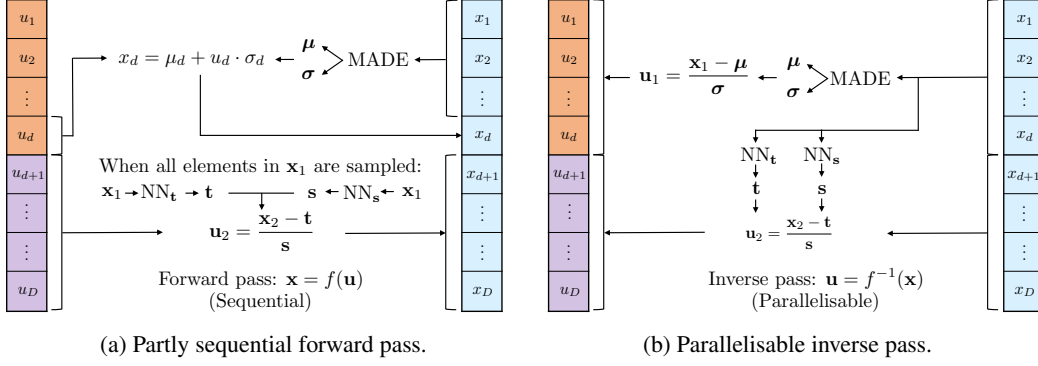 u_1
u_2
⋮
u_d
u_{d+1}
⋮
⋮
u_D
x_d = μ_d + u_d · σ_d
μ
σ
MADE
When all elements in x_1 are sampled:
x_1 → NN_t → t s ← NN_s ← x_1
u_2 = (x_2 − t) / s
Forward pass: x = f(u)
(Sequential)
x_1
x_2
⋮
x_d
x_{d+1}
⋮
⋮
x_D
(a) Partly sequential forward pass.
u_1
u_2
⋮
u_d
u_{d+1}
⋮
⋮
u_D
u_1 = (x_1 − μ) / σ
μ
σ
MADE
NN_t NN_s
t s
u_2 = (x_2 − t) / s
Inverse pass: u = f^{−1}(x)
(Parallelisable)
x_1
x_2
⋮
x_d
x_{d+1}
⋮
⋮
x_D
(b) Parallelisable inverse pass.